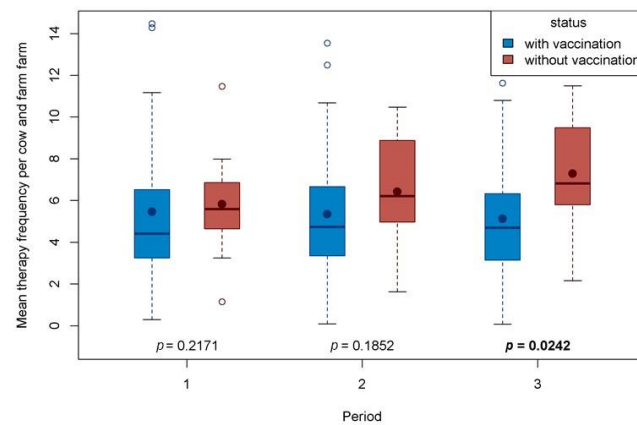 status
with vaccination
without vaccination
Mean therapy frequency per cow and farm farm
14
12
10
8
6
4
2
0
p = 0.2171
p = 0.1852
p = 0.0242
1
2
3
Period